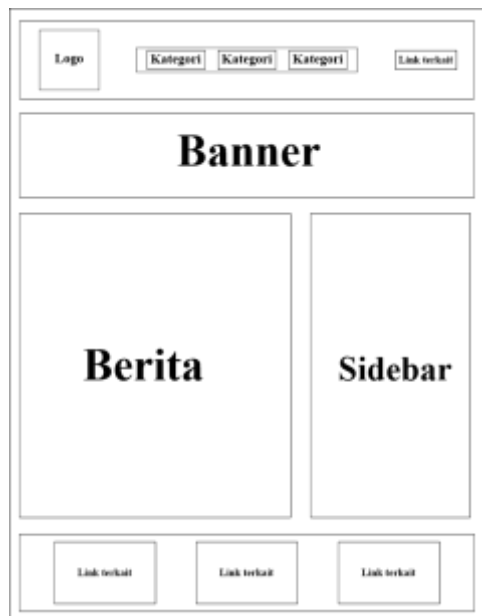 Logo
Kategori Kategori Kategori
Link terkait
Banner
Berita
Sidebar
Link terkait
Link terkait
Link terkait